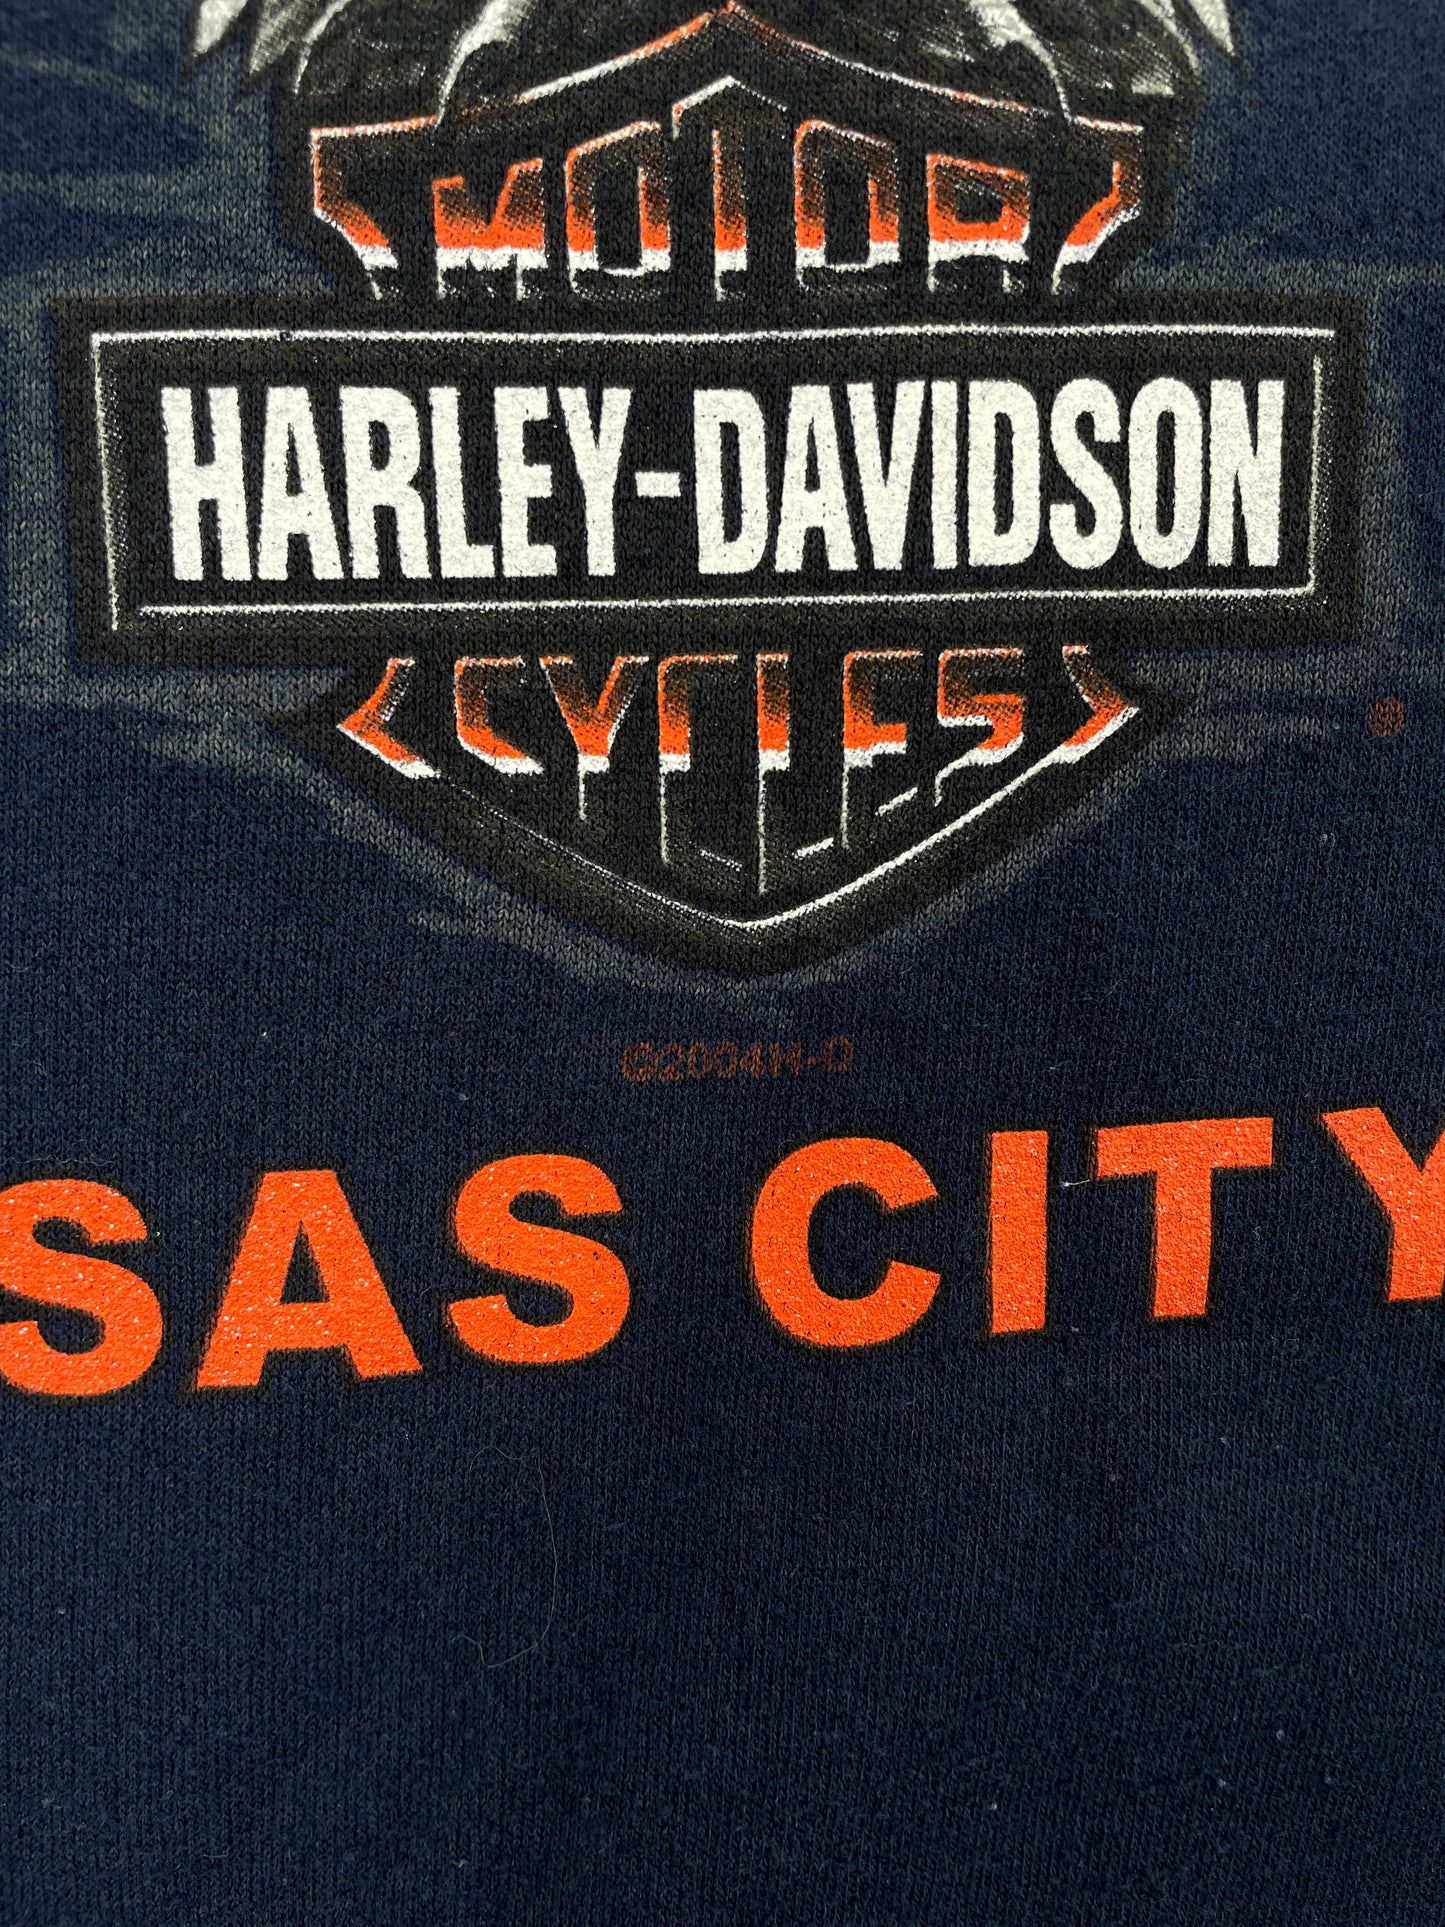 MOTOR
HARLEY-DAVIDSON
CYCLES
®
©2004H-D
SAS CITY